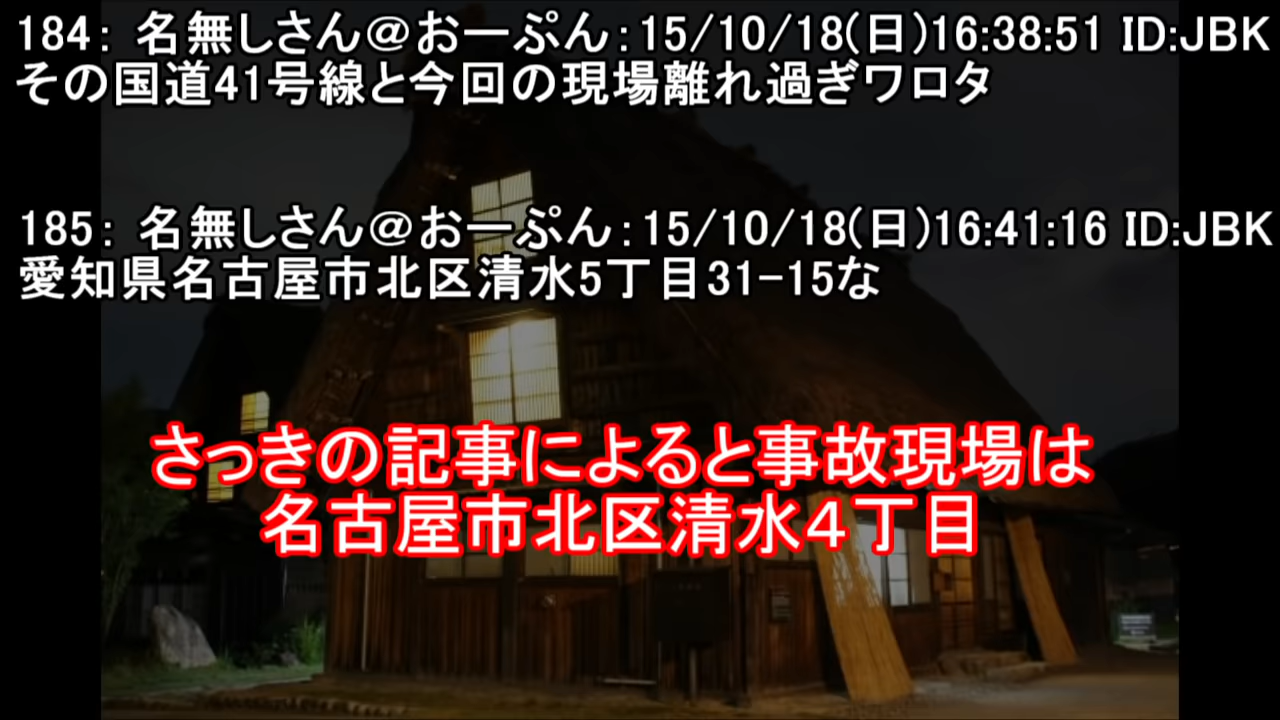 184： 名無しさん＠おーぷん：15/10/18(日)16:38:51 ID:JBK
その国道41号線と今回の現場離れ過ぎワロタ
185： 名無しさん＠おーぷん：15/10/18(日)16:41:16 ID:JBK
愛知県名古屋市北区清水5丁目31-15な
さっきの記事によると事故現場は
名古屋市北区清水４丁目